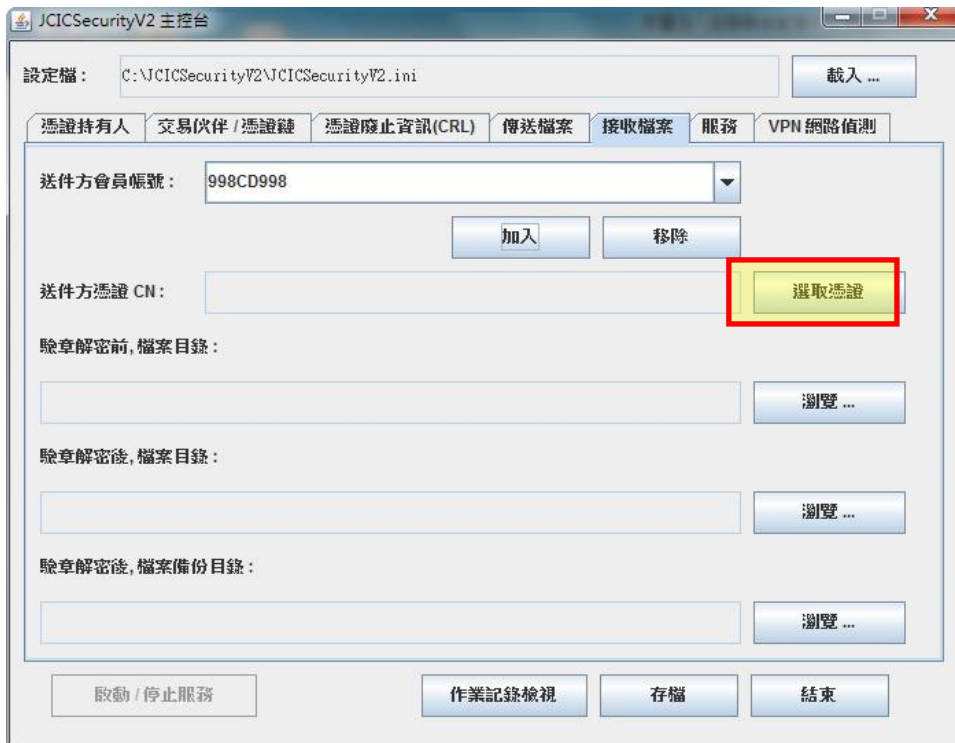 JCICSecurityV2 主控台
設定檔： C:\JCICSecurityV2\JCICSecurityV2.ini 載入 ...
憑證持有人 交易伙伴 / 憑證鏈 憑證廢止資訊(CRL) 傳送檔案 接收檔案 服務 VPN 網路偵測
送件方會員帳號： 998CD998
加入 移除
送件方憑證 CN： 選取憑證
驗章解密前,檔案目錄：
瀏覽 ...
驗章解密後,檔案目錄：
瀏覽 ...
驗章解密後,檔案備份目錄：
瀏覽 ...
啟動 / 停止服務 作業記錄檢視 存檔 結束